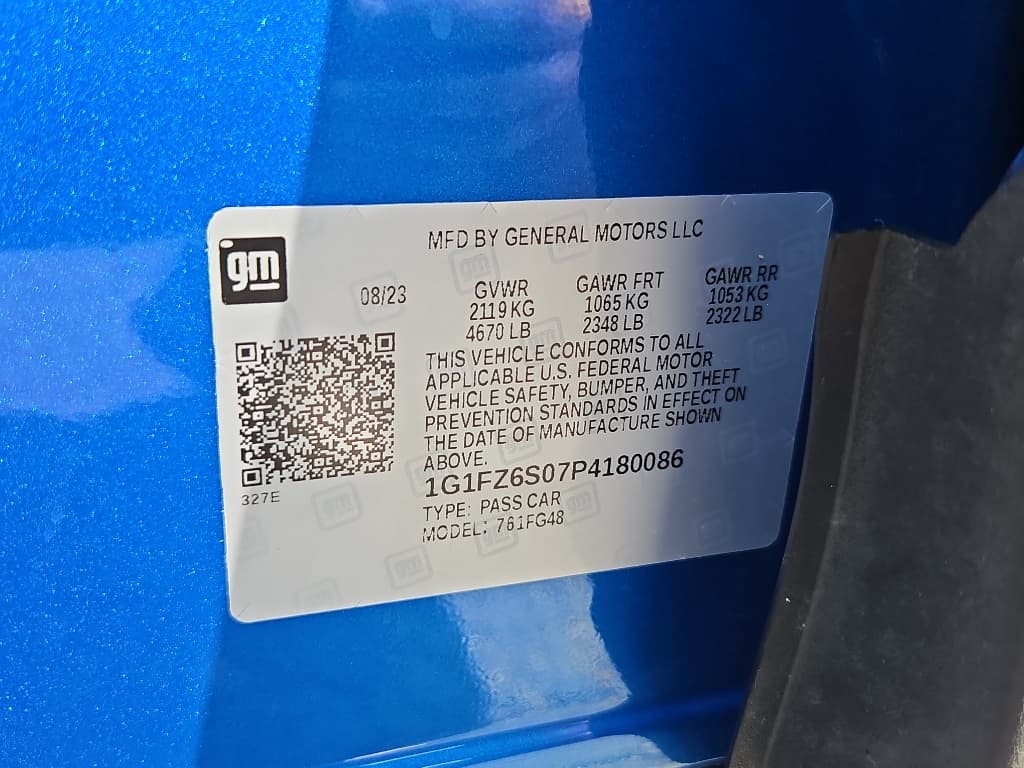 gm
MFD BY GENERAL MOTORS LLC
08/23
GVWR
2119 KG
4670 LB
GAWR FRT
1065 KG
2348 LB
GAWR RR
1053 KG
2322 LB
THIS VEHICLE CONFORMS TO ALL
APPLICABLE U.S. FEDERAL MOTOR
VEHICLE SAFETY, BUMPER, AND THEFT
PREVENTION STANDARDS IN EFFECT ON
THE DATE OF MANUFACTURE SHOWN
ABOVE.
1G1FZ6S07P4180086
TYPE: PASS CAR
MODEL: 761FG48
327E